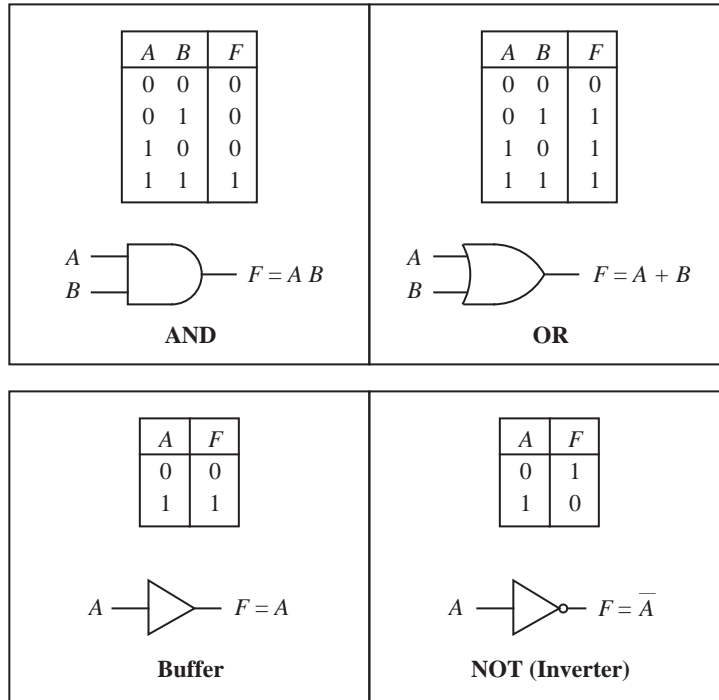 A B F
0 0 0
0 1 0
1 0 0
1 1 1
A
B
F = A B
AND
A B F
0 0 0
0 1 1
1 0 1
1 1 1
A
B
F = A + B
OR
A F
0 0
1 1
A F = A
Buffer
A F
0 1
1 0
A F = A̅
NOT (Inverter)